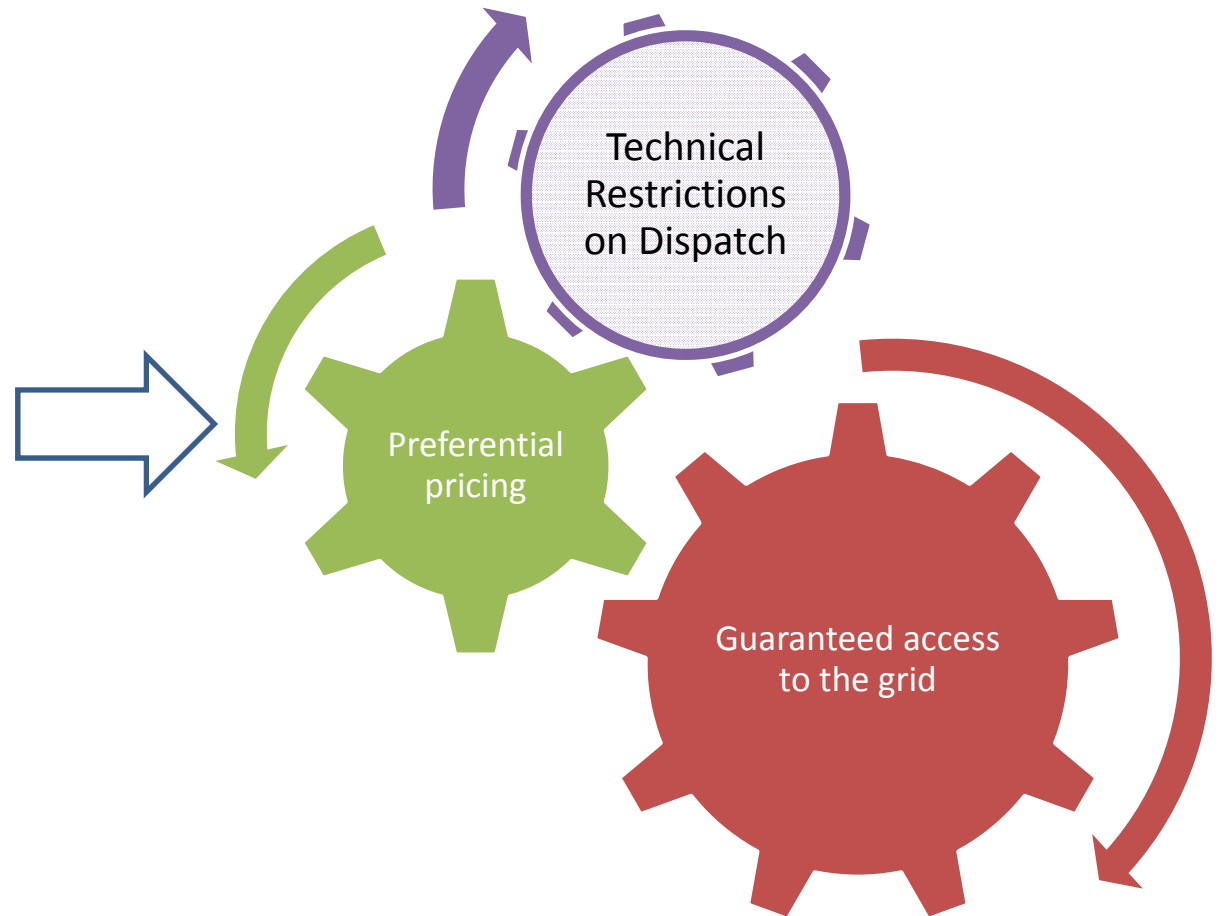 Technical
Restrictions
on Dispatch
Preferential
pricing
Guaranteed access
to the grid